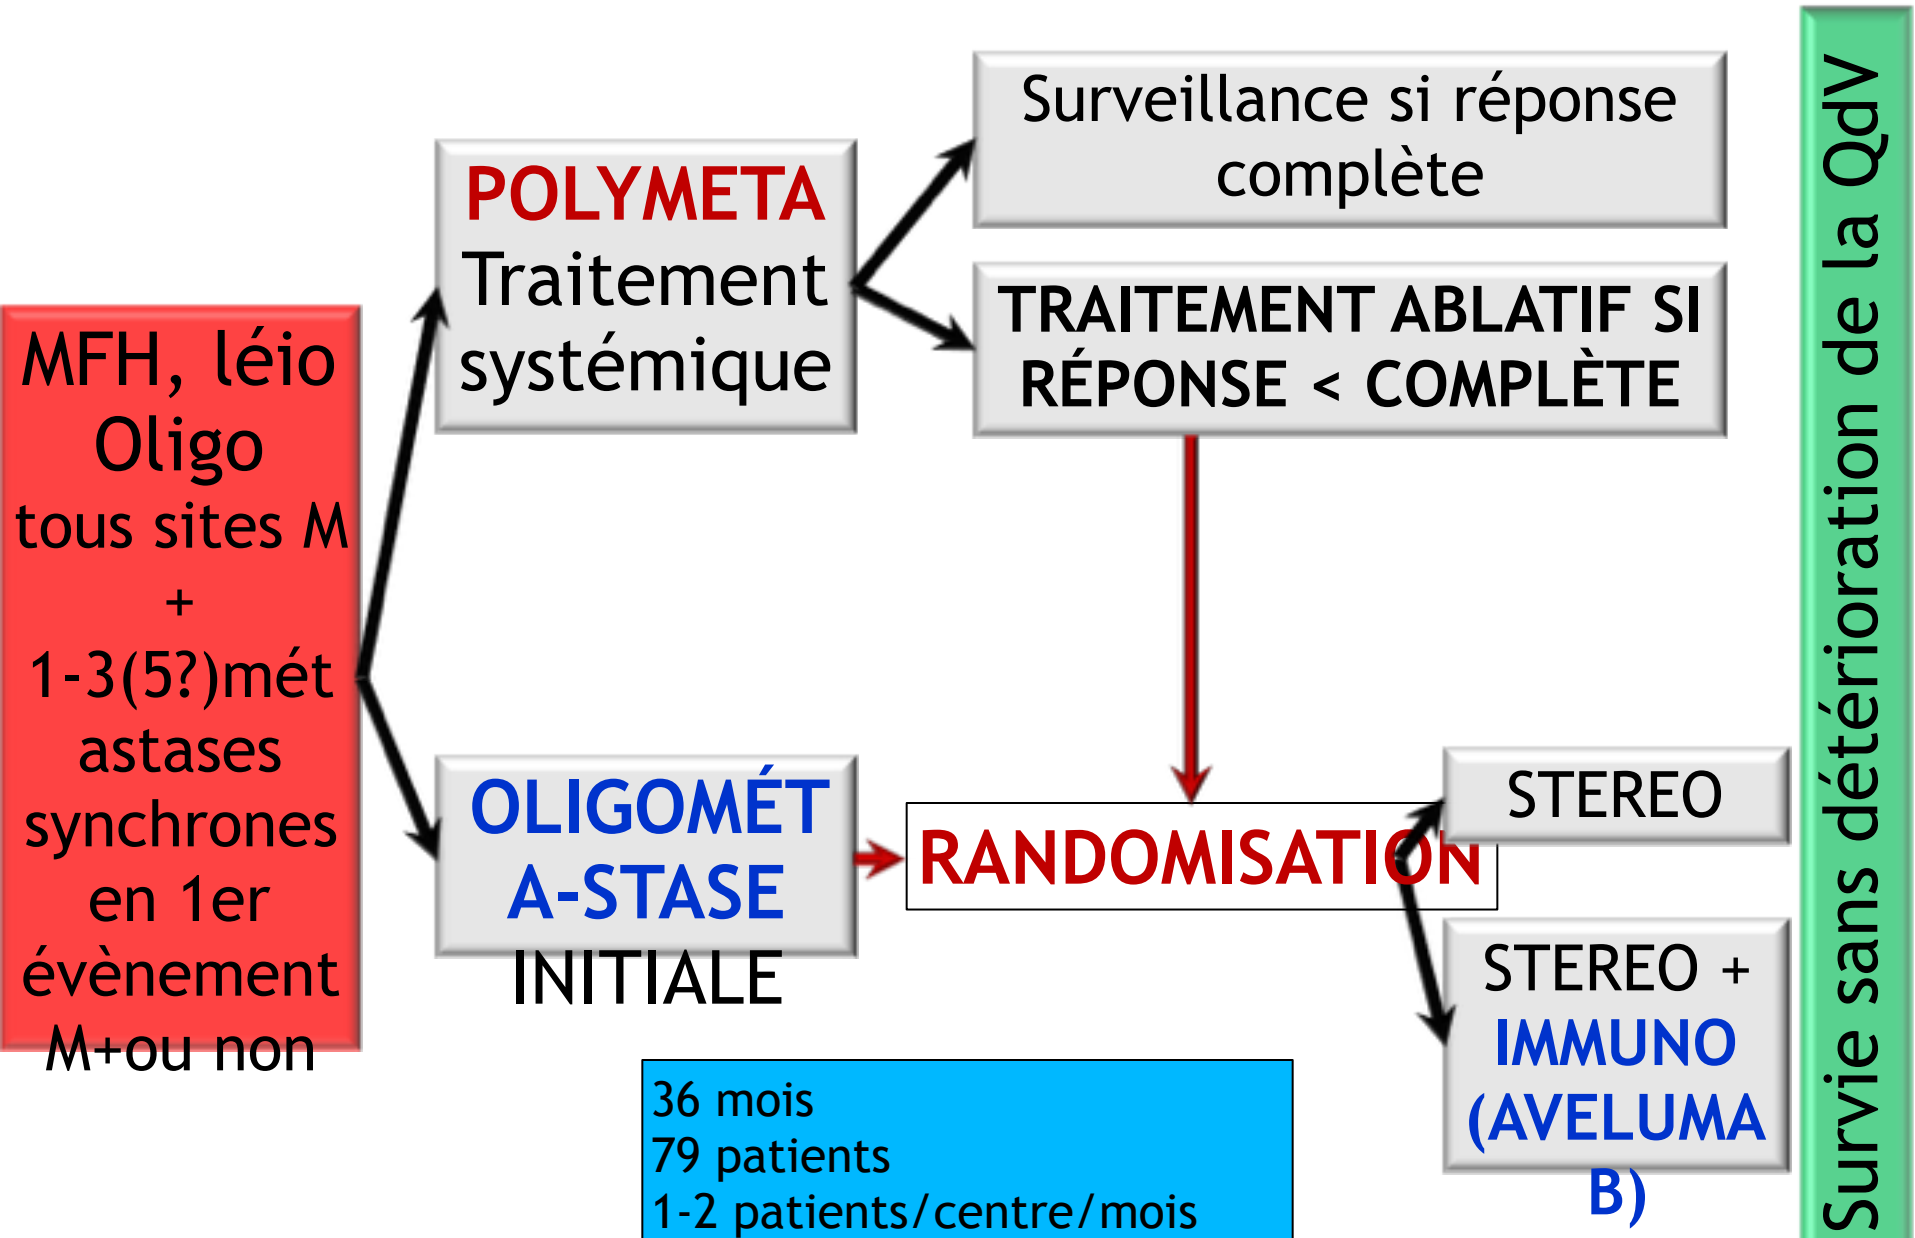 MFH, léio
Oligo
tous sites M
+
1-3(5?)mét
astases
synchrones
en 1er
évènement
M+ou non
POLYMETA
Traitement
systémique
Surveillance si réponse
complète
TRAITEMENT ABLATIF SI
RÉPONSE < COMPLÈTE
OLIGOMÉT
A-STASE
INITIALE
RANDOMISATION
STEREO
STEREO +
IMMUNO
(AVELUMA
B)
36 mois
79 patients
1-2 patients/centre/mois
Survie sans détérioration de la QdV